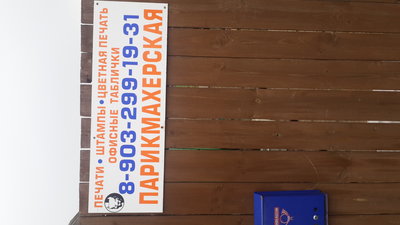 ПЕЧАТИ • ШТАМПЫ • ЦВЕТНАЯ ПЕЧАТЬ
ОФИСНЫЕ ТАБЛИЧКИ
8-903-299-19-31
ПАРИКМАХЕРСКАЯ